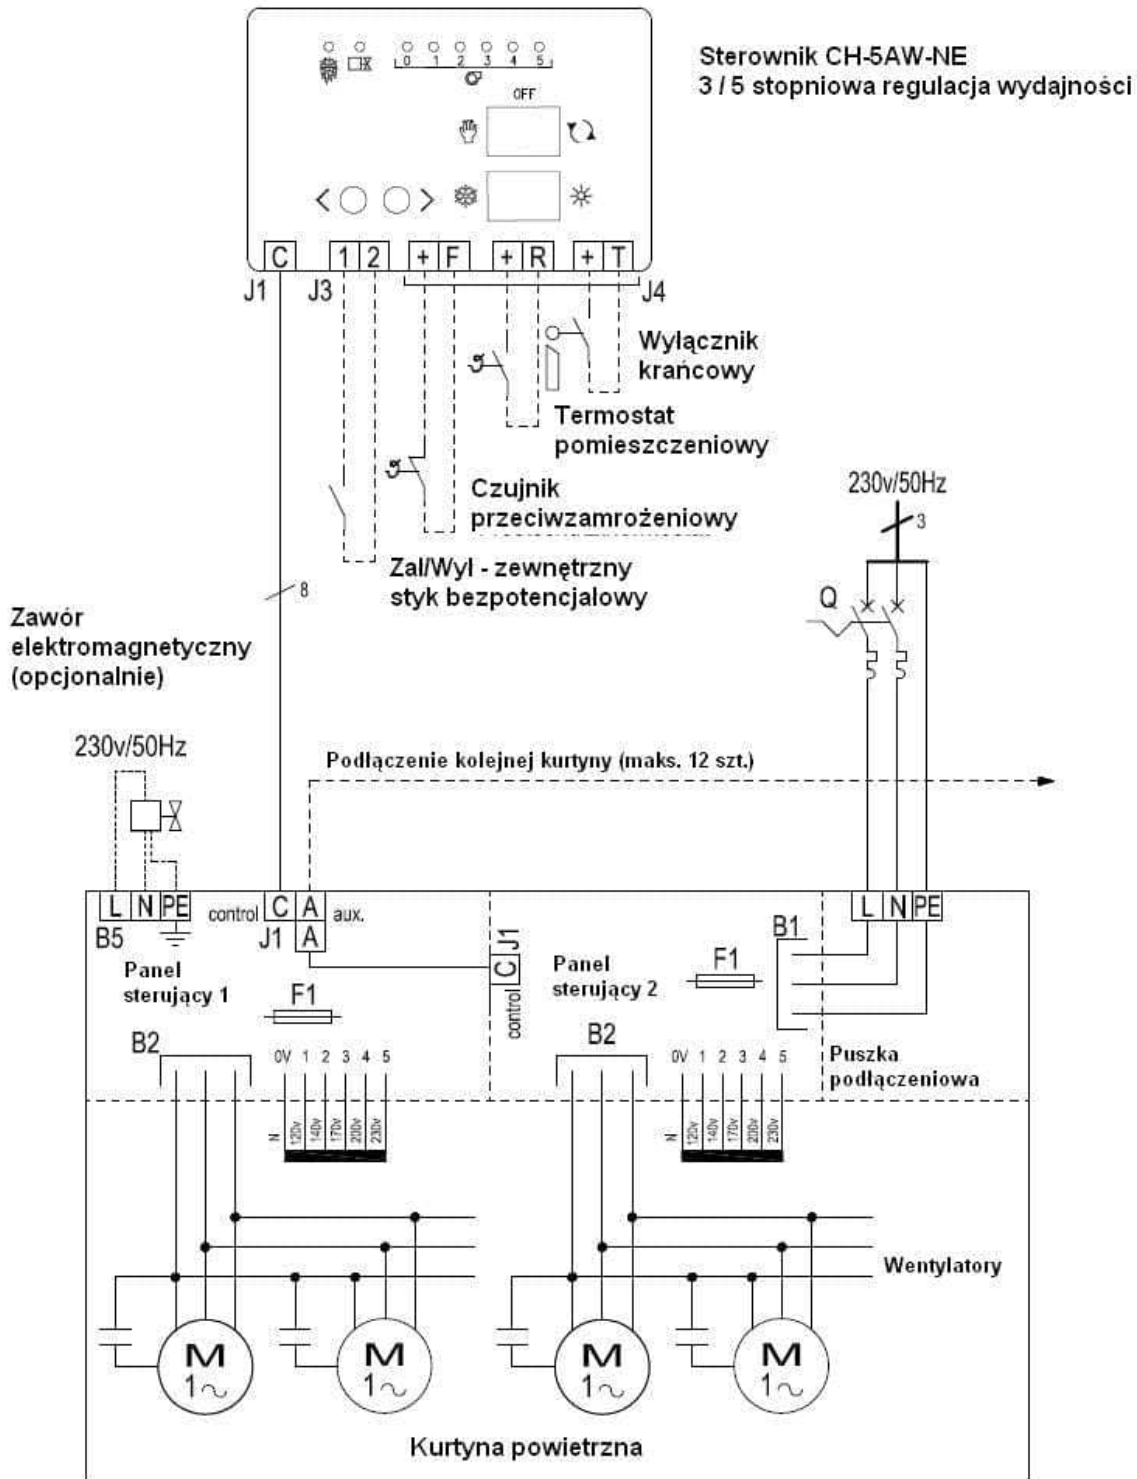 Sterownik CH-5AW-NE
3 / 5 stopniowa regulacja wydajności
0 1 2 3 4 5
OFF
C 1 2 + F + R + T
J1 J3 J4
Wyłącznik
krańcowy
Termostat
pomieszczeniowy
Czujnik
przeciwzamrożeniowy
Zal/Wyl - zewnętrzny
styk bezpotencjałowy
8
230v/50Hz
3
Q
Zawór
elektromagnetyczny
(opcjonalnie)
230v/50Hz
Podłączenie kolejnej kurtyny (maks. 12 szt.)
L N PE
B5
control C A aux.
J1 A
Panel
sterujący 1
F1
B2
0V 1 2 3 4 5
N 120v 140v 170v 200v 230v
J1
C
control
Panel
sterujący 2
F1
B1
B2
0V 1 2 3 4 5
N 120v 140v 170v 200v 230v
L N PE
Puszka
podłączeniowa
Wentylatory
M
1~
M
1~
M
1~
M
1~
Kurtyna powietrzna